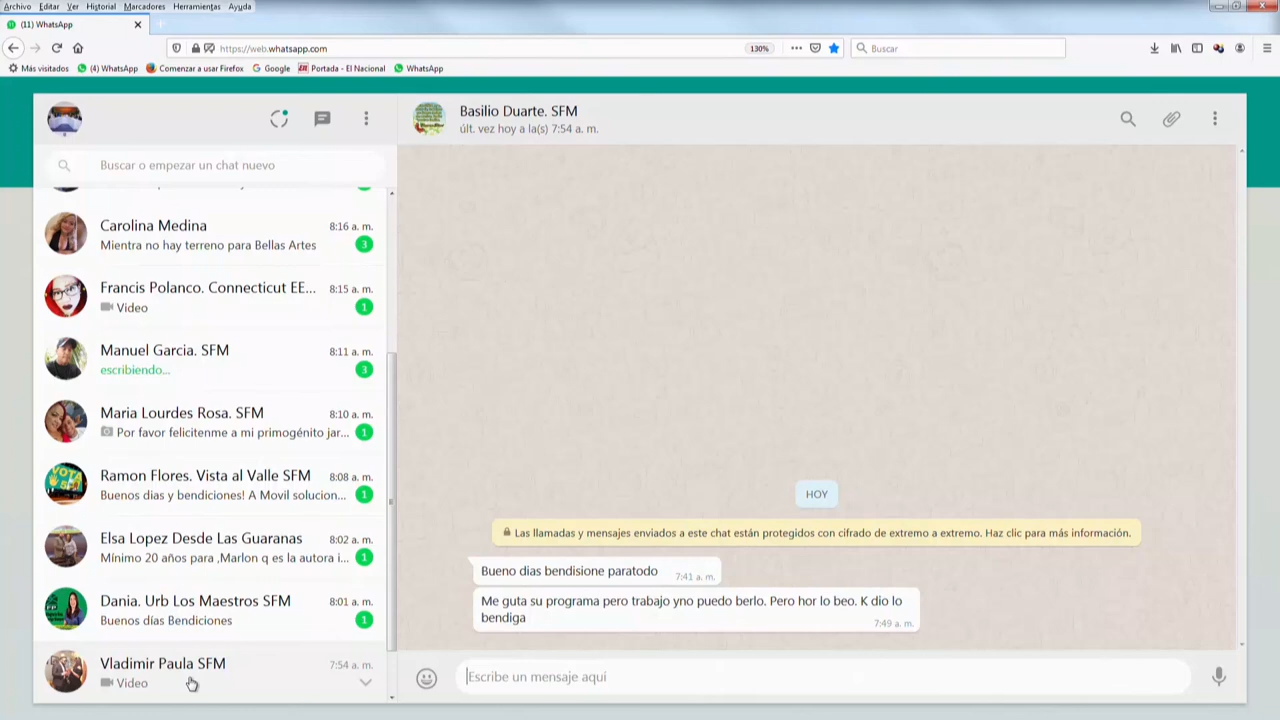 Archivo Editar Ver Historial Marcadores Herramientas Ayuda
(11) WhatsApp
https://web.whatsapp.com
130%
Buscar
Más visitados (4) WhatsApp Comenzar a usar Firefox Google Portada - El Nacional WhatsApp
Buscar o empezar un chat nuevo
Carolina Medina 8:16 a. m.
Mientra no hay terreno para Bellas Artes 3
Francis Polanco. Connecticut EE... 8:15 a. m.
Video 1
Manuel Garcia. SFM 8:11 a. m.
escribiendo... 3
Maria Lourdes Rosa. SFM 8:10 a. m.
Por favor felicitenme a mi primogénito jar... 1
Ramon Flores. Vista al Valle SFM 8:08 a. m.
Buenos dias y bendiciones! A Movil solucion... 1
Elsa Lopez Desde Las Guaranas 8:02 a. m.
Mínimo 20 años para ,Marlon q es la autora i... 1
Dania. Urb Los Maestros SFM 8:01 a. m.
Buenos días Bendiciones 1
Vladimir Paula SFM 7:54 a. m.
Video
Basilio Duarte. SFM
últ. vez hoy a la(s) 7:54 a. m.
HOY
Las llamadas y mensajes enviados a este chat están protegidos con cifrado de extremo a extremo. Haz clic para más información.
Bueno dias bendisione paratodo 7:41 a. m.
Me guta su programa pero trabajo yno puedo berlo. Pero hor lo beo. K dio lo
bendiga 7:49 a. m.
Escribe un mensaje aquí